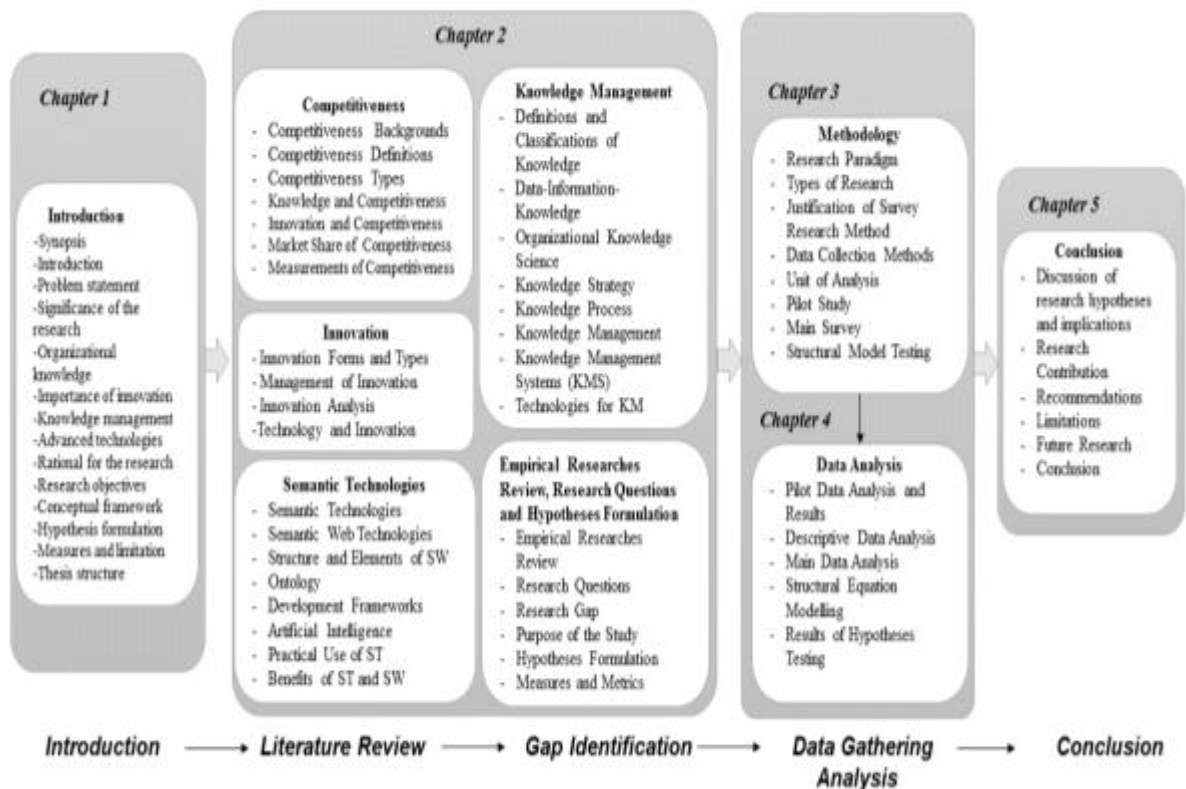 Chapter 1
Introduction
-Synopsis
-Introduction
-Problem statement
-Significance of the
research
-Organizational
knowledge
-Importance of innovation
-Knowledge management
-Advanced technologies
-Rational for the research
-Research objectives
-Conceptual framework
-Hypothesis formulation
-Measures and limitation
-Thesis structure
Chapter 2
Competitiveness
- Competitiveness Backgrounds
- Competitiveness Definitions
- Competitiveness Types
- Knowledge and Competitiveness
- Innovation and Competitiveness
- Market Share of Competitiveness
- Measurements of Competitiveness
Innovation
-Innovation Forms and Types
- Management of Innovation
-Innovation Analysis
-Technology and Innovation
Semantic Technologies
- Semantic Technologies
- Semantic Web Technologies
- Structure and Elements of SW
- Ontology
- Development Frameworks
- Artificial Intelligence
- Practical Use of ST
- Benefits of ST and SW
Knowledge Management
- Definitions and
Classifications of
Knowledge
- Data-Information-
Knowledge
- Organizational Knowledge
Science
- Knowledge Strategy
- Knowledge Process
- Knowledge Management
- Knowledge Management
Systems (KMS)
- Technologies for KM
Empirical Researches
Review, Research Questions
and Hypotheses Formulation
- Empirical Researches
Review
- Research Questions
- Research Gap
- Purpose of the Study
- Hypotheses Formulation
- Measures and Metrics
Chapter 3
Methodology
- Research Paradigm
- Types of Research
- Justification of Survey
Research Method
- Data Collection Methods
- Unit of Analysis
- Pilot Study
- Main Survey
- Structural Model Testing
Chapter 4
Data Analysis
- Pilot Data Analysis and
Results
- Descriptive Data Analysis
- Main Data Analysis
- Structural Equation
Modelling
- Results of Hypotheses
Testing
Chapter 5
Conclusion
- Discussion of
research hypotheses
and implications
- Research
Contribution
- Recommendations
- Limitations
- Future Research
- Conclusion
Introduction
Literature Review
Gap Identification
Data Gathering
Analysis
Conclusion